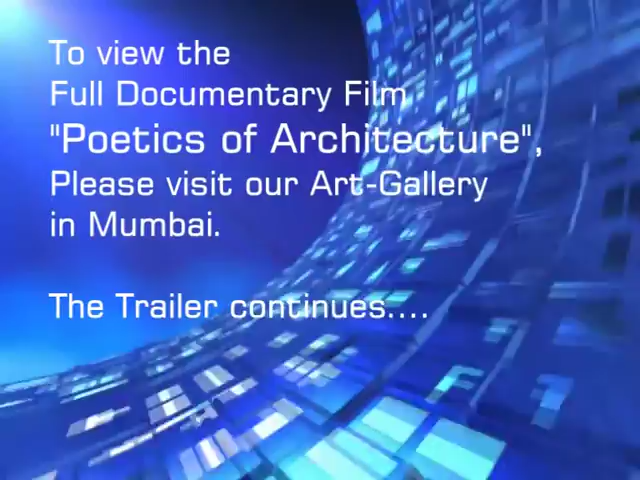 To view the
Full Documentary Film
"Poetics of Architecture",
Please visit our Art-Gallery
in Mumbai.
The Trailer continues....